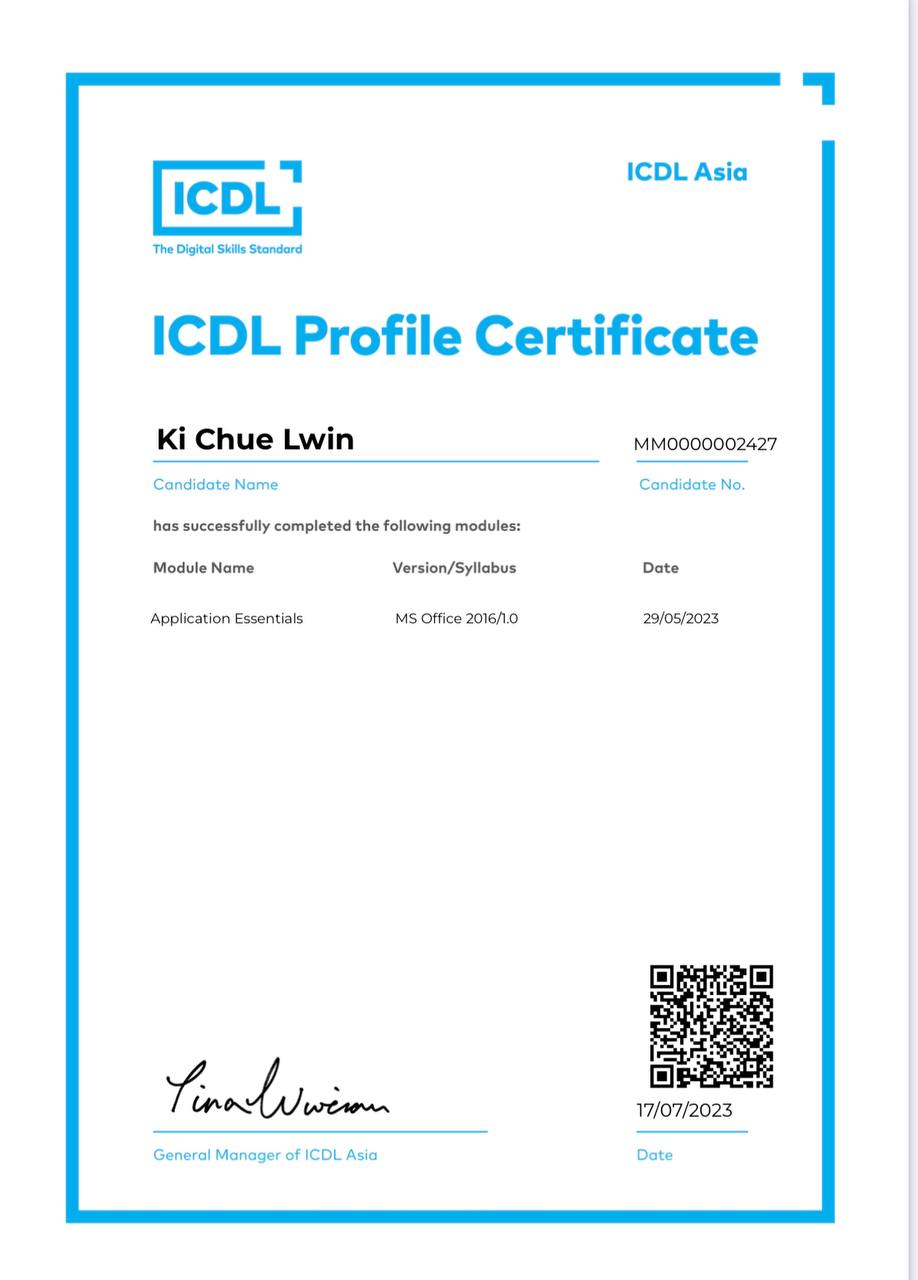 ICDL
The Digital Skills Standard
ICDL Asia
ICDL Profile Certificate
Ki Chue Lwin
MM0000002427
Candidate Name
Candidate No.
has successfully completed the following modules:
Module Name Version/Syllabus Date
Application Essentials MS Office 2016/1.0 29/05/2023
17/07/2023
General Manager of ICDL Asia
Date